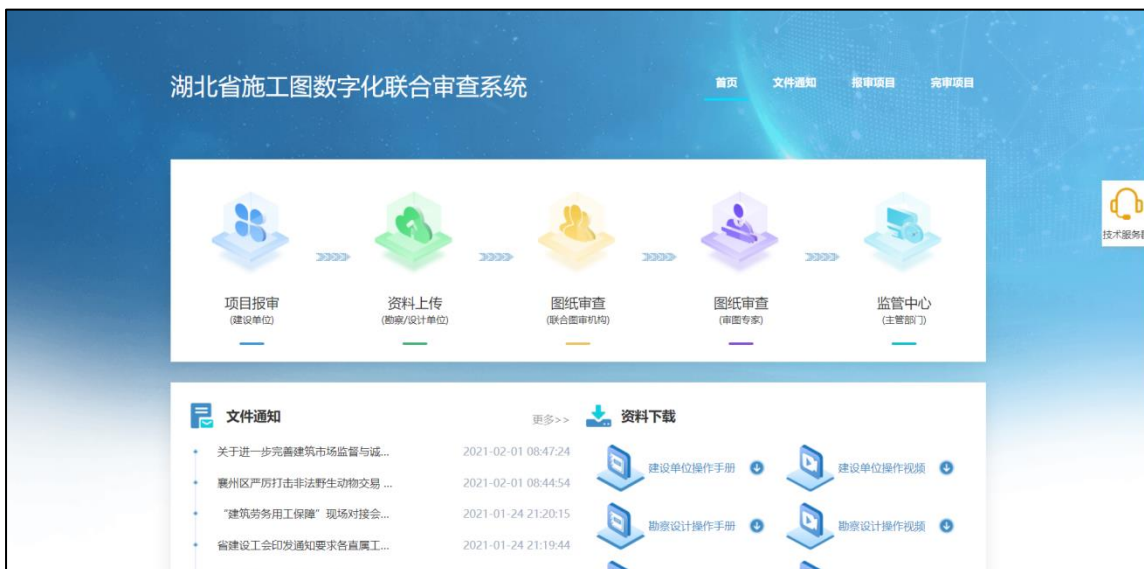 湖北省施工图数字化联合审查系统
首页 文件通知 报审项目 完审项目
项目报审 资料上传 图纸审查 图纸审查 监管中心
(建设单位) (勘察/设计单位) (联合图审机构) (审图专家) (主管部门)
技术服务群
文件通知 更多>>
关于进一步完善建筑市场监督与诚... 2021-02-01 08:47:24
襄州区严厉打击非法野生动物交易 ... 2021-02-01 08:44:54
“建筑劳务用工保障”现场对接会... 2021-01-24 21:20:15
省建设工会印发通知要求各直属工... 2021-01-24 21:19:44
资料下载
建设单位操作手册 建设单位操作视频
勘察设计操作手册 勘察设计操作视频